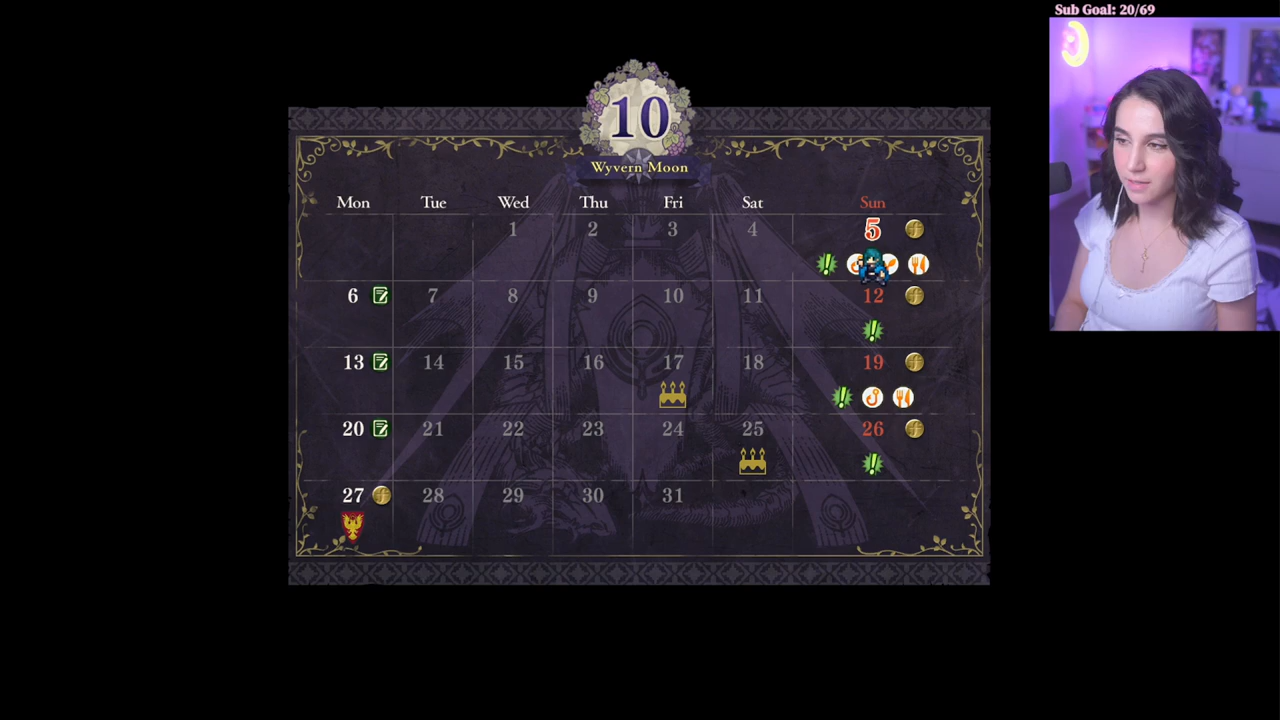 Sub Goal: 20/69
10
Wyvern Moon
Mon Tue Wed Thu Fri Sat Sun
1 2 3 4 5
6 7 8 9 10 11 12
13 14 15 16 17 18 19
20 21 22 23 24 25 26
27 28 29 30 31